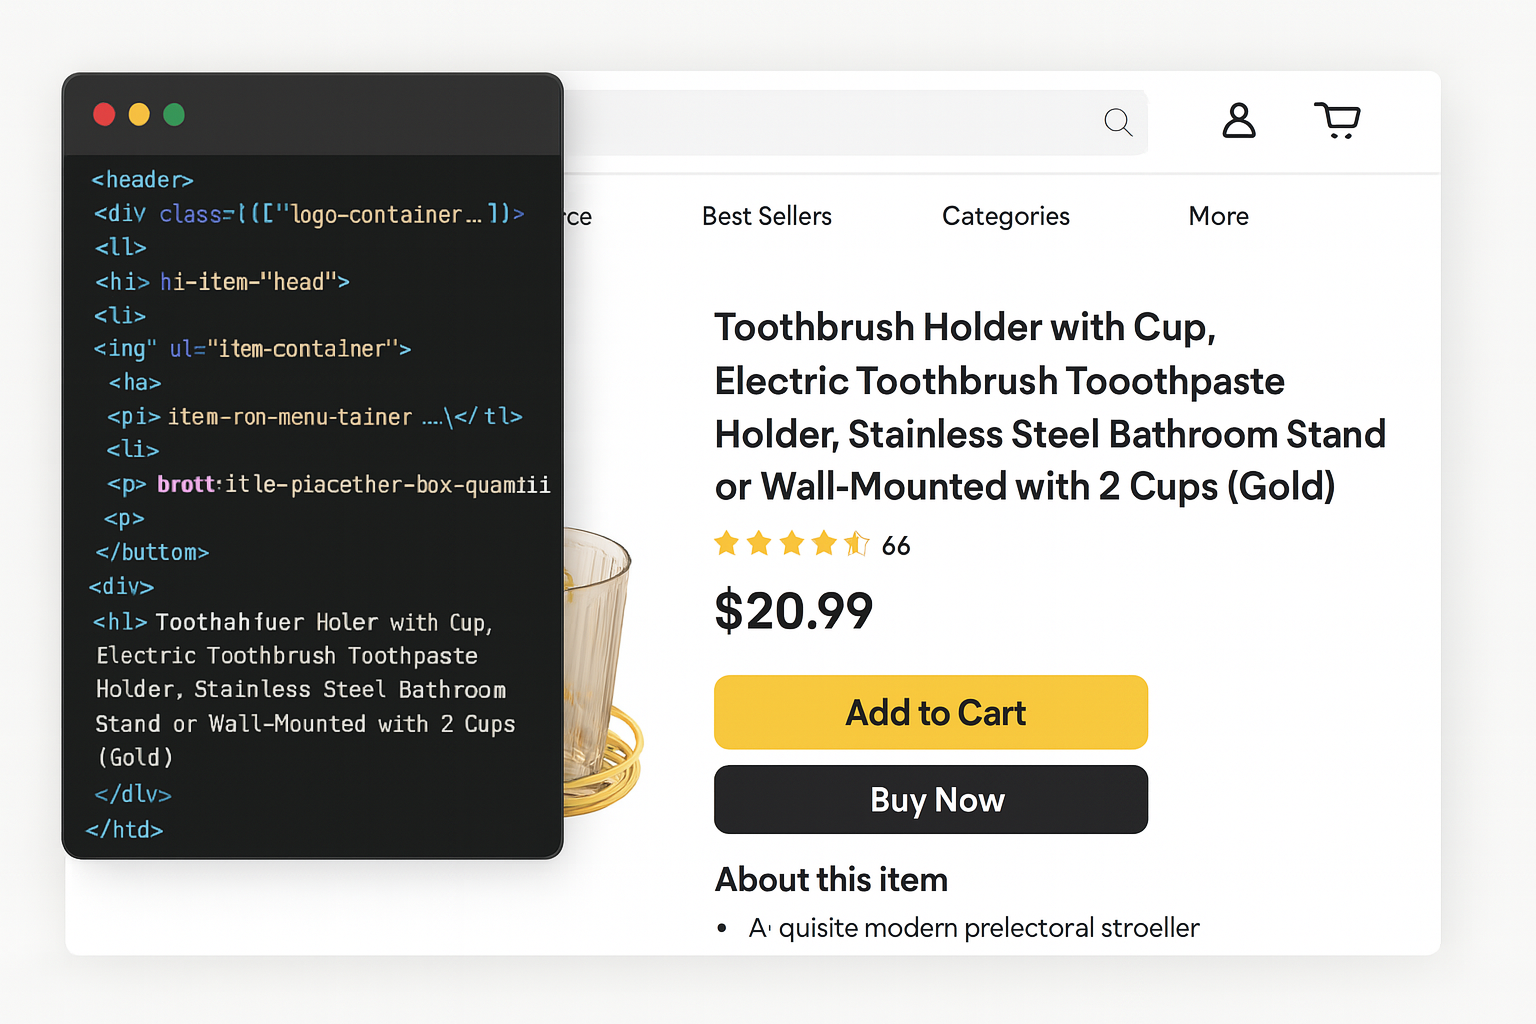 <header>
<div class=[(["logo-container…])>
<ll>
<hi> hi-item-"head">
<li>
<ing" ul="item-contalner">
<ha>
<pi> item-ron-menu-tainer ....\</ tl>
<li>
<p> brott:itle-piacether-box-quamtii
<p>
</buttom>
<div>
<hl> Toothahfuer Holer with Cup,
Electric Toothbrush Toothpaste
Holder, Stainless Steel Bathroom
Stand or Wall-Mounted with 2 Cups
(Gold)
</dlv>
</htd>
rce Best Sellers Categories More
Toothbrush Holder with Cup,
Electric Toothbrush Tooothpaste
Holder, Stainless Steel Bathroom Stand
or Wall-Mounted with 2 Cups (Gold)
66
$20.99
Add to Cart
Buy Now
About this item
• A quisite modern prelectoral stroeller